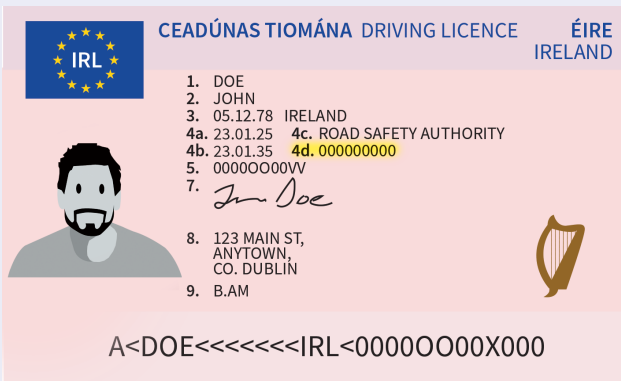 CEADÚNAS TIOMÁNA DRIVING LICENCE ÉIRE
IRELAND
IRL
1. DOE
2. JOHN
3. 05.12.78 IRELAND
4a. 23.01.25 4c. ROAD SAFETY AUTHORITY
4b. 23.01.35 4d. 000000000
5. 0000OO00VV
7. John Doe
8. 123 MAIN ST,
ANYTOWN,
CO. DUBLIN
9. B.AM
A<DOE<<<<<<<IRL<0000OO00X000